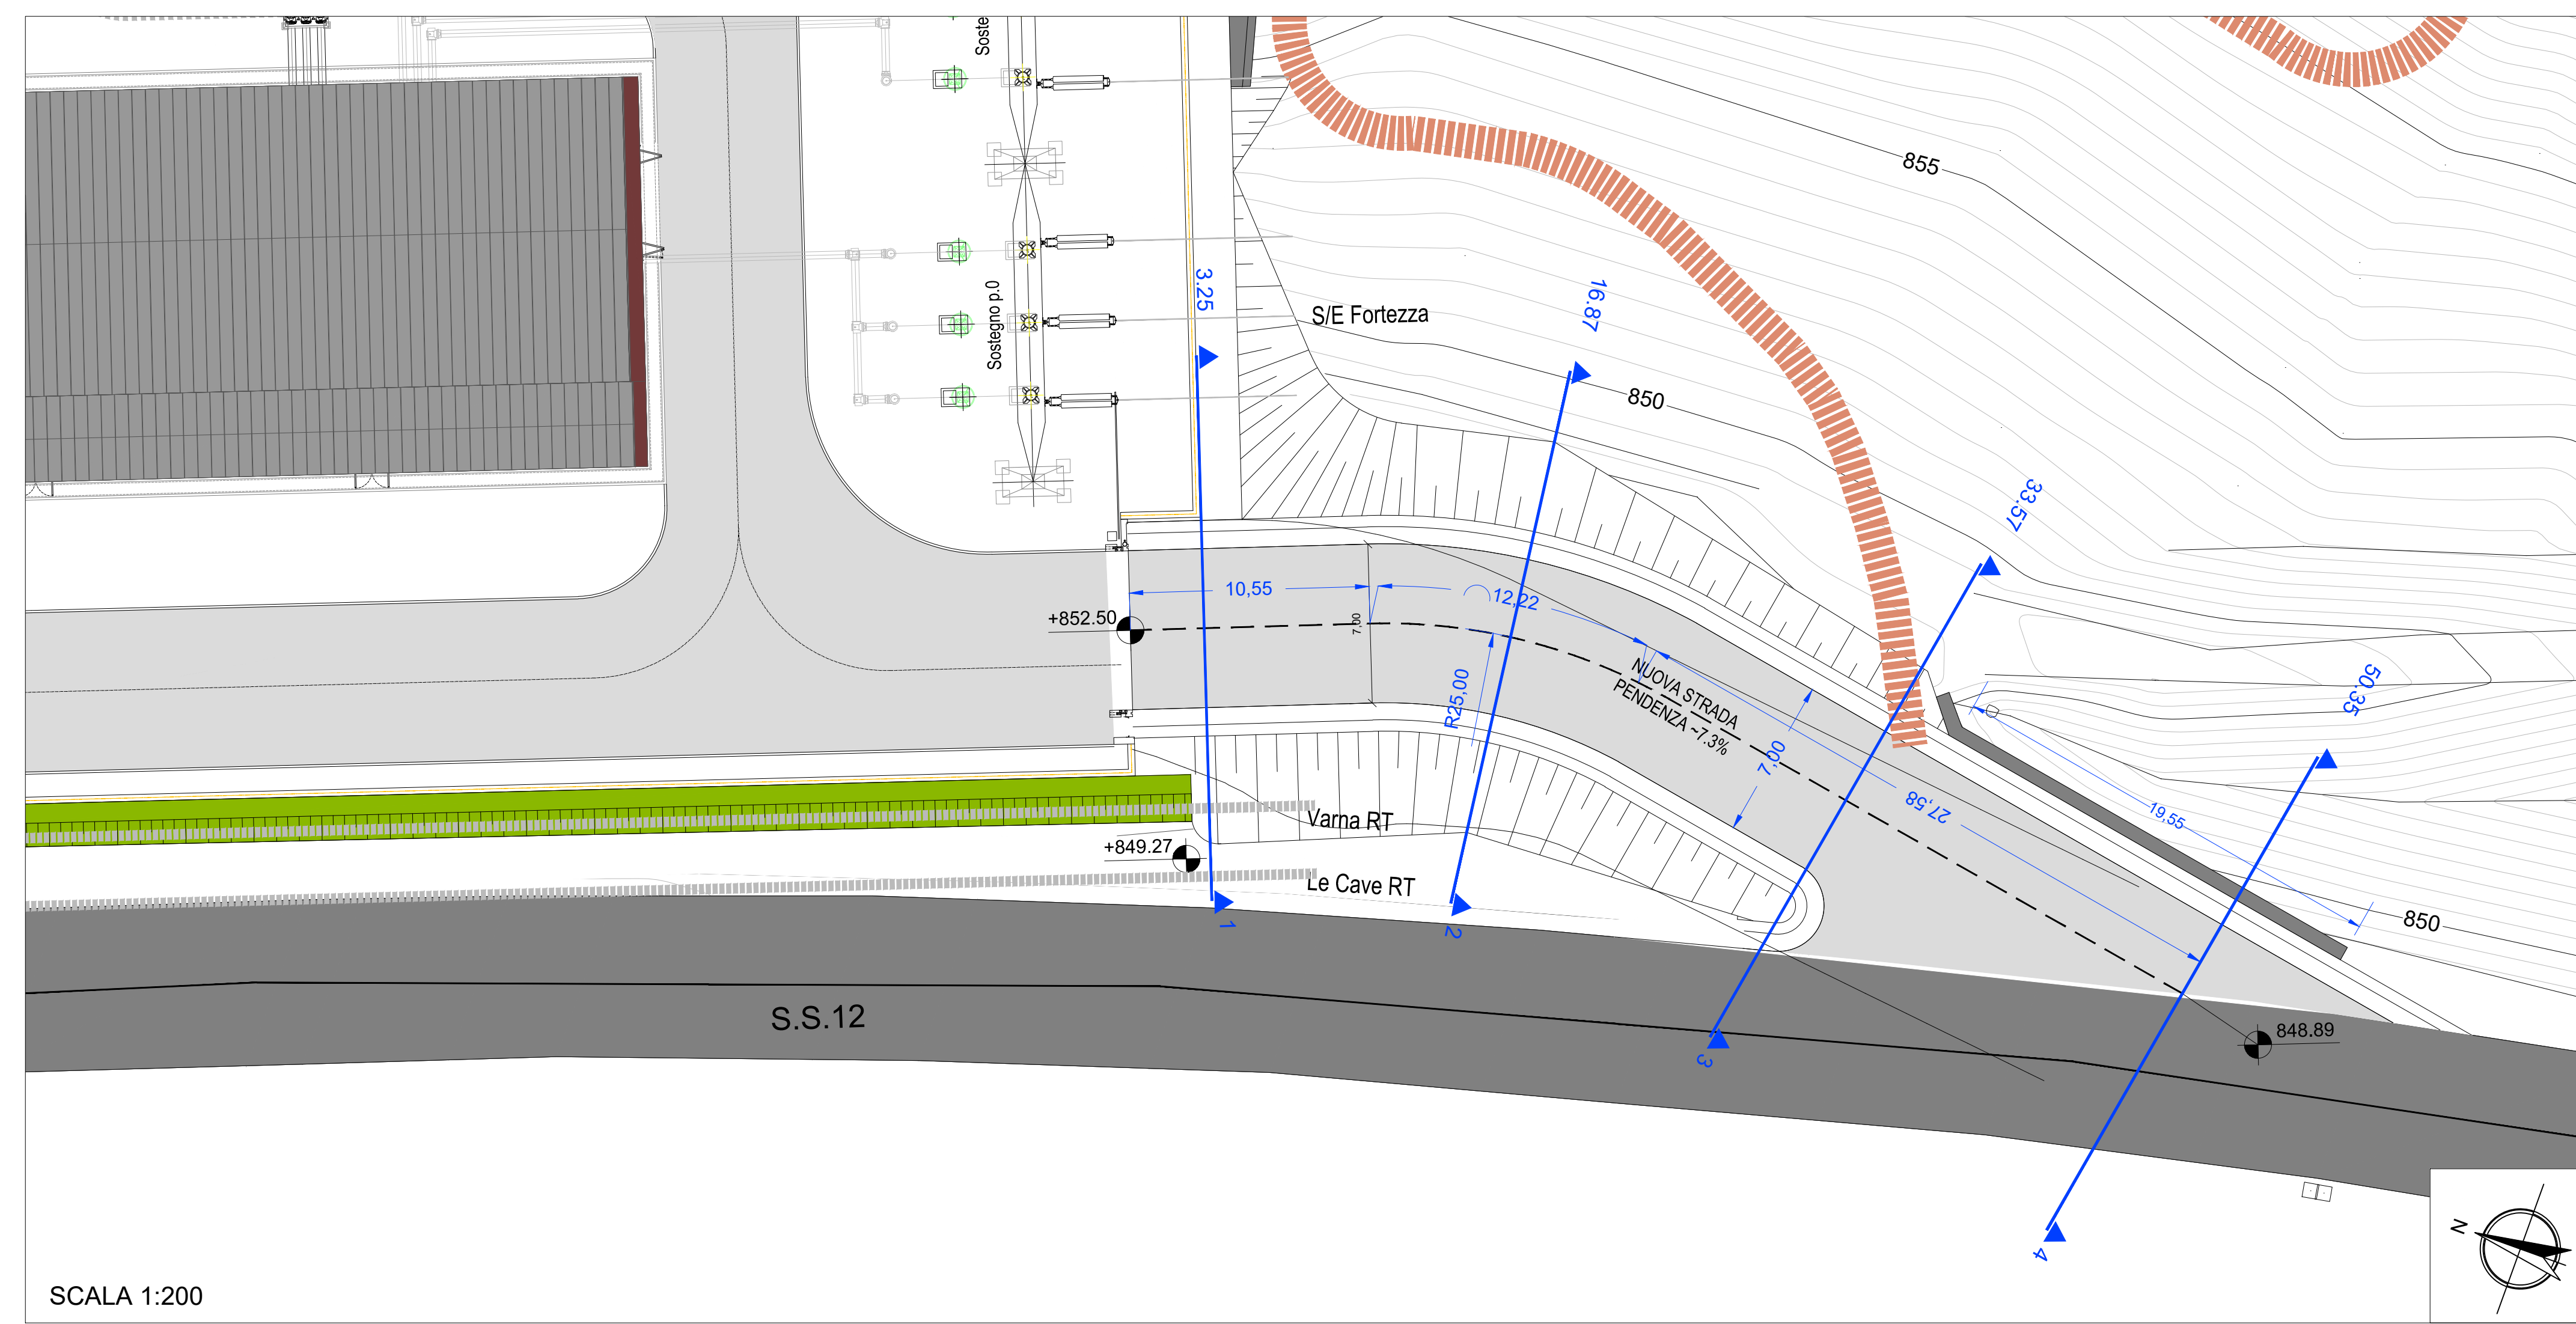 Soste
855
3.25
16.87
S/E Fortezza
Sostegno p.0
850
33.57
10,55
12,22
+852.50
7,00
R25,00
NUOVA STRADA
PENDENZA ~7.3%
50.35
7,00
27,58
19,55
Varna RT
+849.27
Le Cave RT
850
1
2
S.S.12
3
848.89
4
N
SCALA 1:200